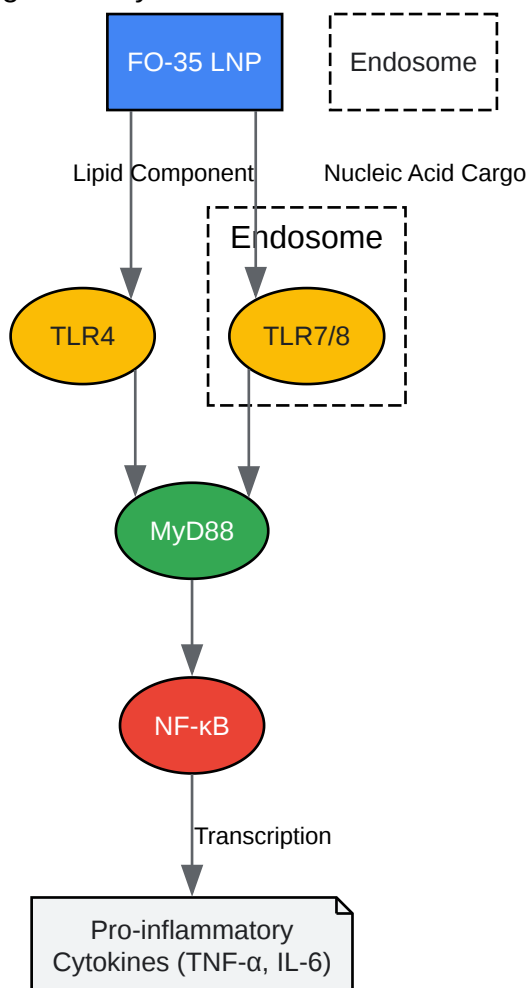 FO-35 LNP
Endosome
Lipid Component
Nucleic Acid Cargo
Endosome
TLR4
TLR7/8
MyD88
NF-κB
Transcription
Pro-inflammatory
Cytokines (TNF-α, IL-6)